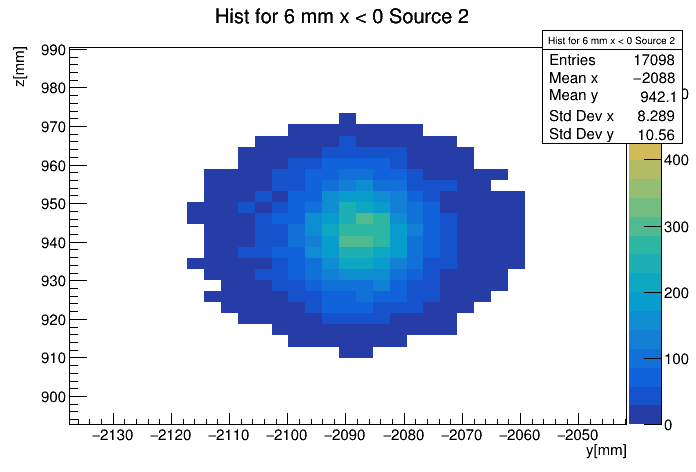 Hist for 6 mm x < 0 Source 2
Hist for 6 mm x < 0 Source 2
Entries 17098
Mean x −2088
Mean y 942.1
Std Dev x 8.289
Std Dev y 10.56
z[mm]
990
980
970
960
950
940
930
920
910
900
−2130 −2120 −2110 −2100 −2090 −2080 −2070 −2060 −2050
y[mm]
400
300
200
100
0